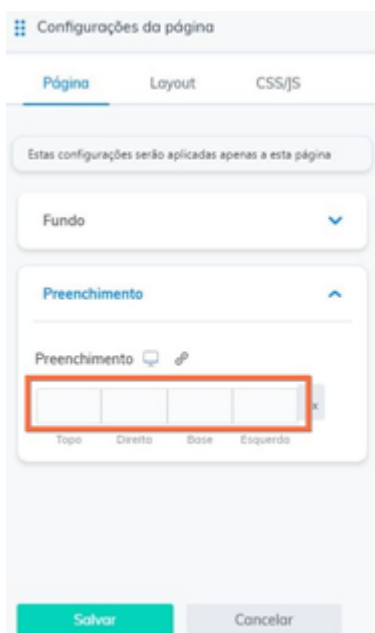 Configurações da página
Página Layout CSS/JS
Estas configurações serão aplicadas apenas a esta página
Fundo
Preenchimento
Preenchimento
x
Topo Direito Base Esquerdo
Salvar Cancelar